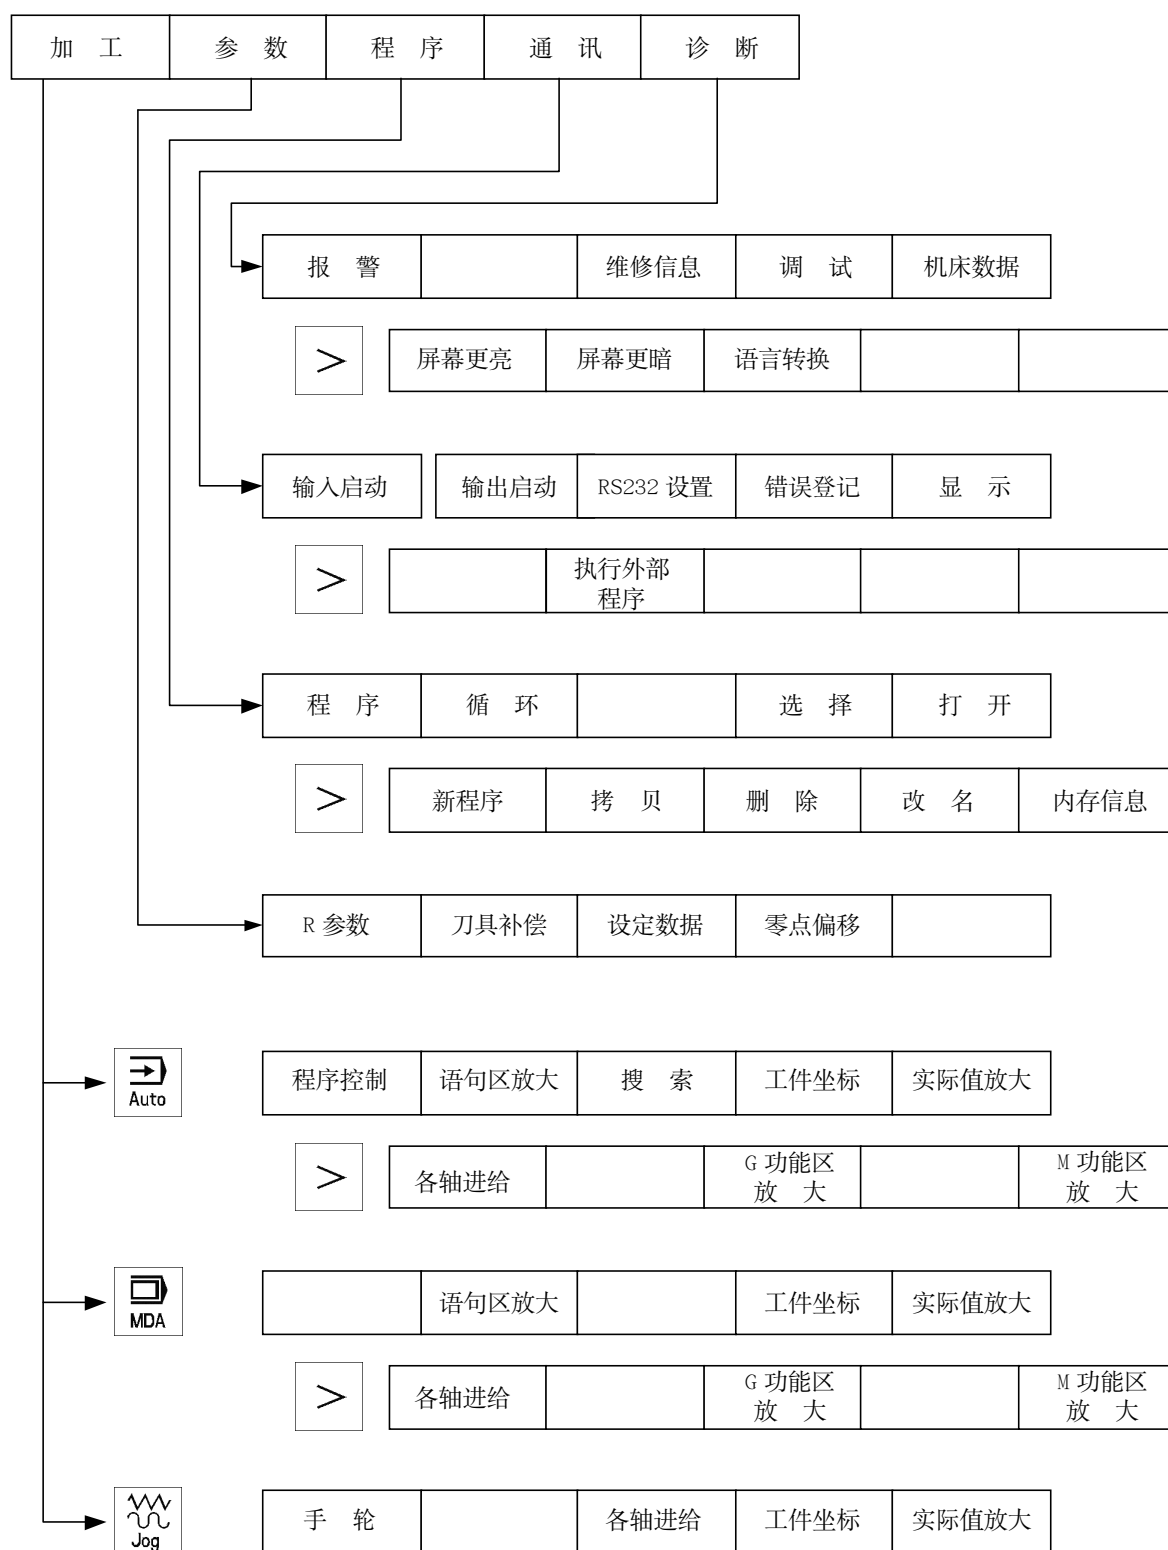 加 工 参 数 程 序 通 讯 诊 断
报 警 维修信息 调 试 机床数据
> 屏幕更亮 屏幕更暗 语言转换
输入启动 输出启动 RS232 设置 错误登记 显 示
> 执行外部
程序
程 序 循 环 选 择 打 开
> 新程序 拷 贝 删 除 改 名 内存信息
R 参数 刀具补偿 设定数据 零点偏移
Auto 程序控制 语句区放大 搜 索 工件坐标 实际值放大
> 各轴进给 G 功能区 M 功能区
放 大 放 大
MDA 语句区放大 工件坐标 实际值放大
> 各轴进给 G 功能区 M 功能区
放 大 放 大
Jog 手 轮 各轴进给 工件坐标 实际值放大